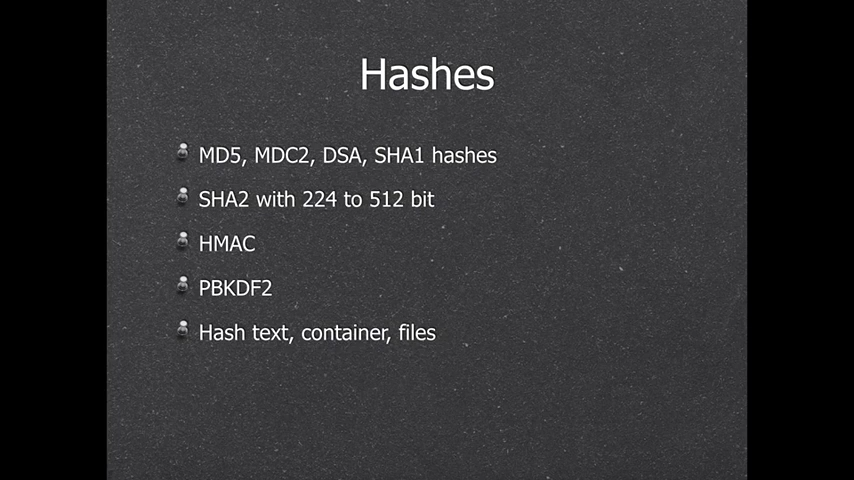 Hashes
MD5, MDC2, DSA, SHA1 hashes
SHA2 with 224 to 512 bit
HMAC
PBKDF2
Hash text, container, files